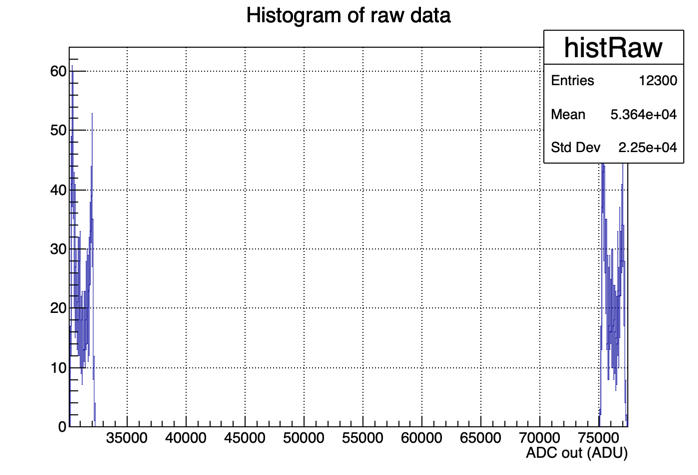 Histogram of raw data
histRaw
Entries 12300
Mean 5.364e+04
Std Dev 2.25e+04
60
50
40
30
20
10
0
35000 40000 45000 50000 55000 60000 65000 70000 75000
ADC out (ADU)